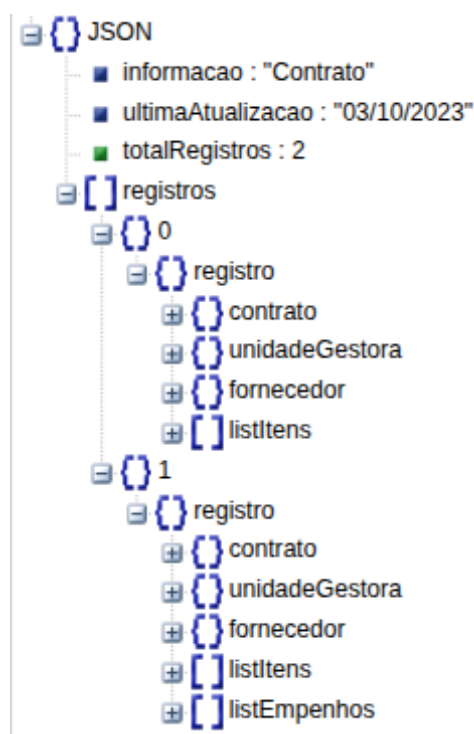 JSON
informacao : "Contrato"
ultimaAtualizacao : "03/10/2023"
totalRegistros : 2
registros
0
registro
contrato
unidadeGestora
fornecedor
listItens
1
registro
contrato
unidadeGestora
fornecedor
listItens
listEmpenhos